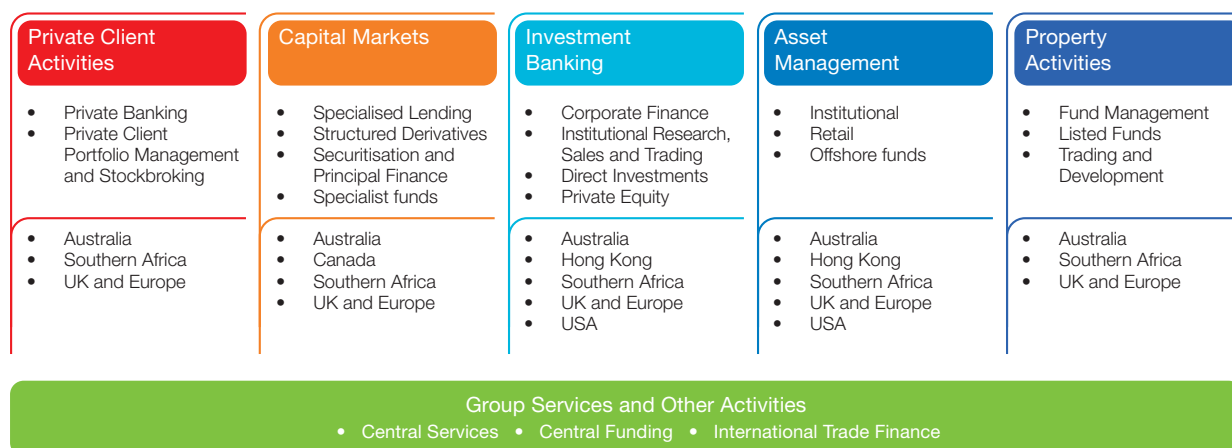 Private Client
Activities
• Private Banking
• Private Client
Portfolio Management
and Stockbroking
• Australia
• Southern Africa
• UK and Europe
Capital Markets
• Specialised Lending
• Structured Derivatives
• Securitisation and
Principal Finance
• Specialist funds
• Australia
• Canada
• Southern Africa
• UK and Europe
Investment
Banking
• Corporate Finance
• Institutional Research,
Sales and Trading
• Direct Investments
• Private Equity
• Australia
• Hong Kong
• Southern Africa
• UK and Europe
• USA
Asset
Management
• Institutional
• Retail
• Offshore funds
• Australia
• Hong Kong
• Southern Africa
• UK and Europe
• USA
Property
Activities
• Fund Management
• Listed Funds
• Trading and
Development
• Australia
• Southern Africa
• UK and Europe
Group Services and Other Activities
• Central Services • Central Funding • International Trade Finance